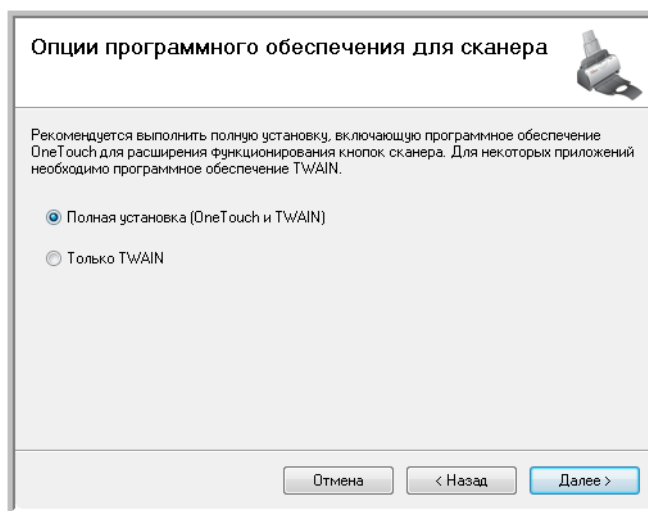 Опции программного обеспечения для сканера
Рекомендуется выполнить полную установку, включающую программное обеспечение
OneTouch для расширения функционирования кнопок сканера. Для некоторых приложений
необходимо программное обеспечение TWAIN.
Полная установка (OneTouch и TWAIN)
Только TWAIN
Отмена
< Назад
Далее >